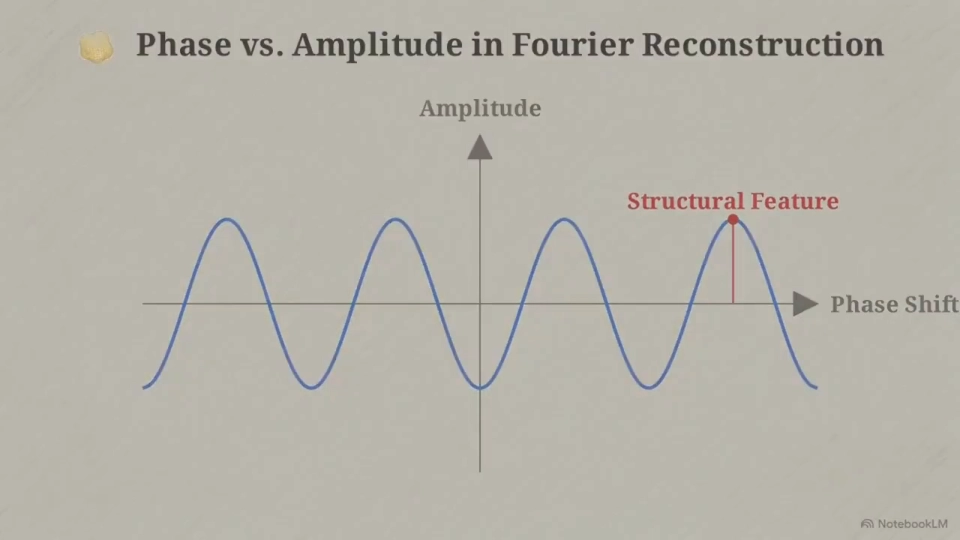 Phase vs. Amplitude in Fourier Reconstruction
Amplitude
Structural Feature
Phase Shift
NotebookLM